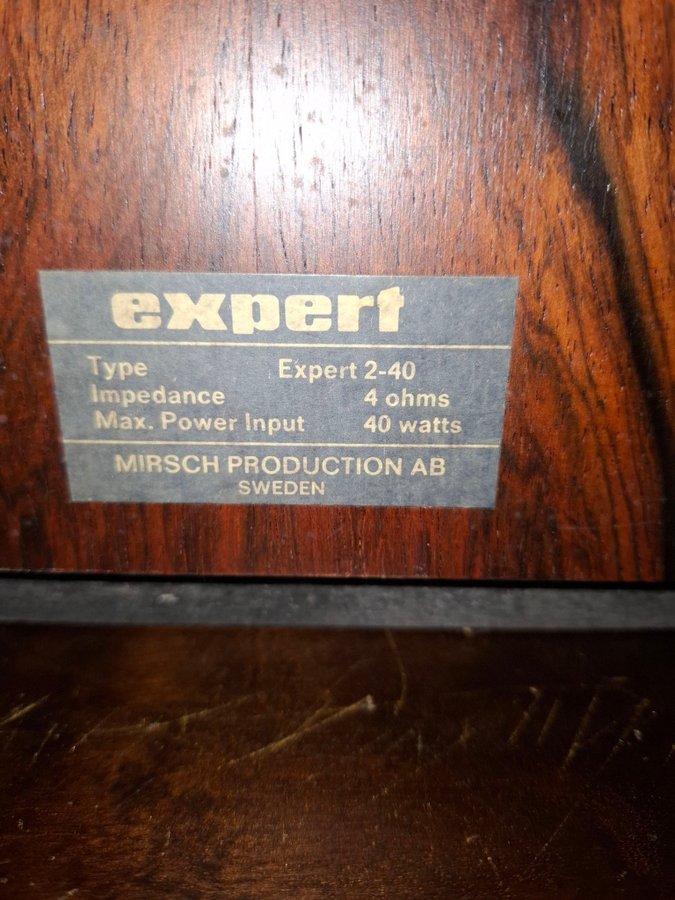 expert
Type Expert 2-40
Impedance 4 ohms
Max. Power Input 40 watts
MIRSCH PRODUCTION AB
SWEDEN